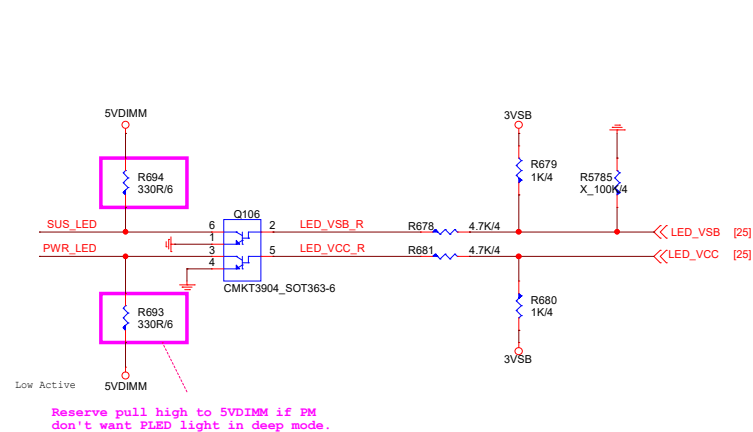 5VDIMM
3VSB
R694
330R/6
R679
1K/4
R5785
X_100K/4
Q106
SUS_LED
6
2
LED_VSB_R
R678
4.7K/4
LED_VSB [25]
1
PWR_LED
3
5
LED_VCC_R
R681
4.7K/4
LED_VCC [25]
4
CMKT3904_SOT363-6
R693
330R/6
R680
1K/4
3VSB
Low Active
5VDIMM
Reserve pull high to 5VDIMM if PM
don't want PLED light in deep mode.